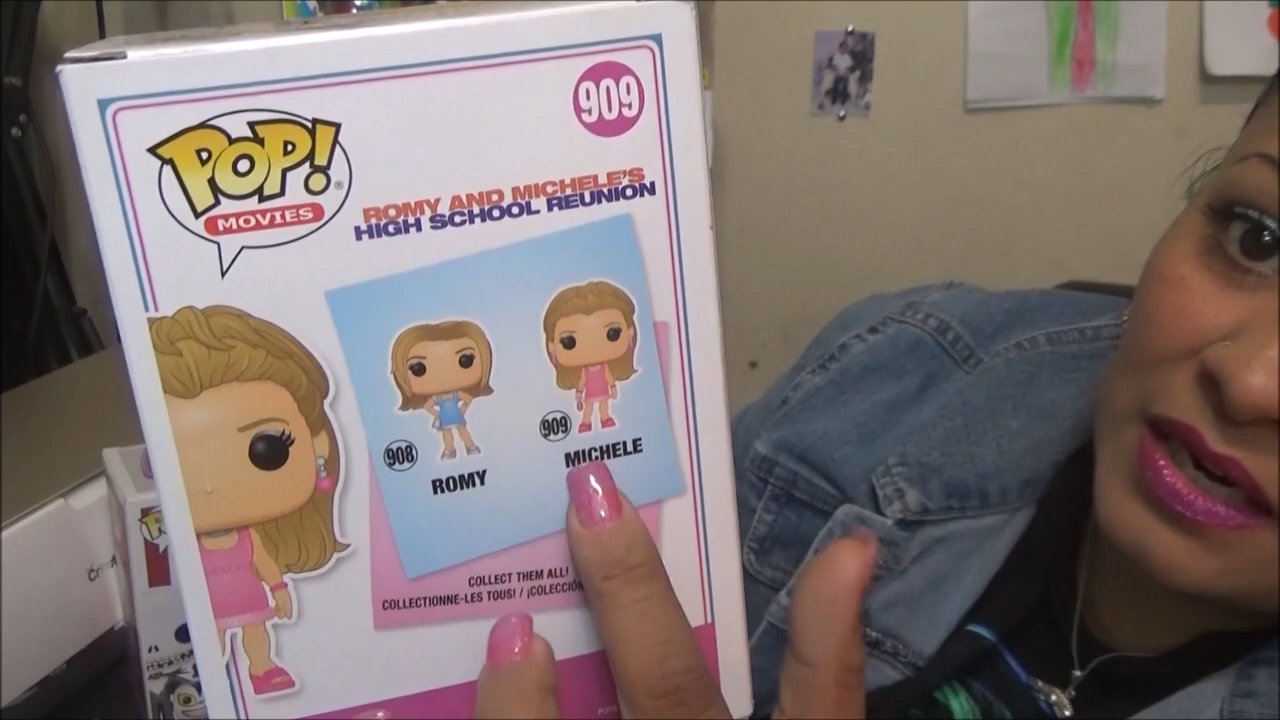 909
POP!
MOVIES
ROMY AND MICHELE'S
HIGH SCHOOL REUNION
908
ROMY
909
MICHELE
COLLECT THEM ALL!
COLLECTIONNE-LES TOUS! /